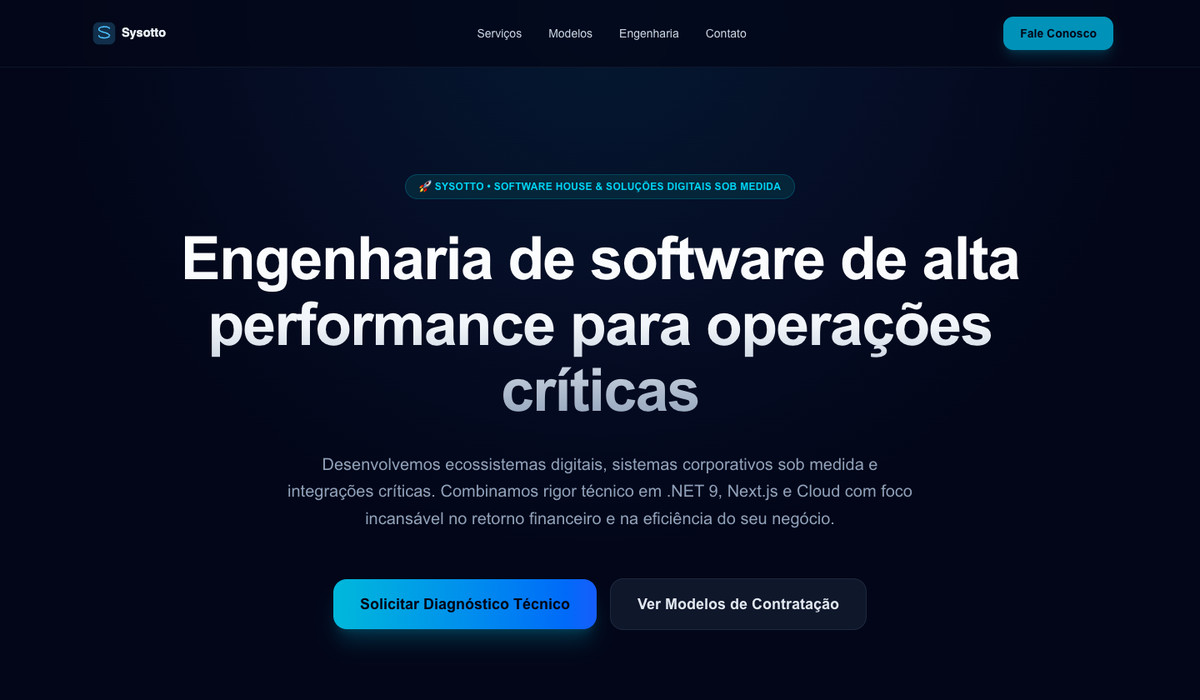 Sysotto
Serviços
Modelos
Engenharia
Contato
Fale Conosco
🚀 SYSOTTO • SOFTWARE HOUSE & SOLUÇÕES DIGITAIS SOB MEDIDA
Engenharia de software de alta
performance para operações
críticas
Desenvolvemos ecossistemas digitais, sistemas corporativos sob medida e
integrações críticas. Combinamos rigor técnico em .NET 9, Next.js e Cloud com foco
incansável no retorno financeiro e na eficiência do seu negócio.
Solicitar Diagnóstico Técnico
Ver Modelos de Contratação